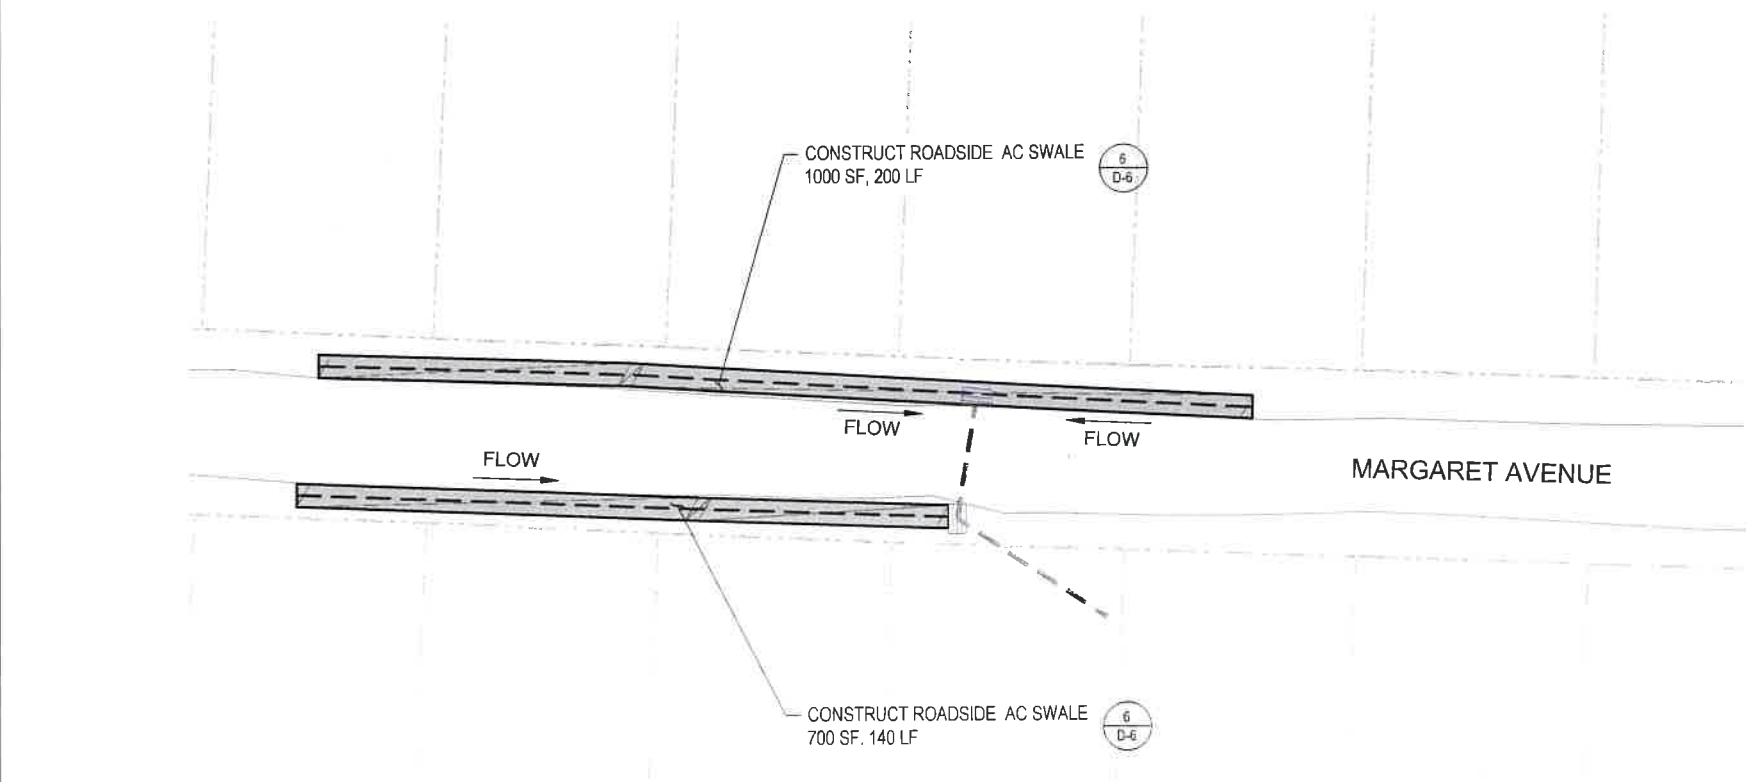 CONSTRUCT ROADSIDE AC SWALE
1000 SF, 200 LF
6
D-6
FLOW
FLOW
FLOW
MARGARET AVENUE
CONSTRUCT ROADSIDE AC SWALE
700 SF. 140 LF
6
D-6